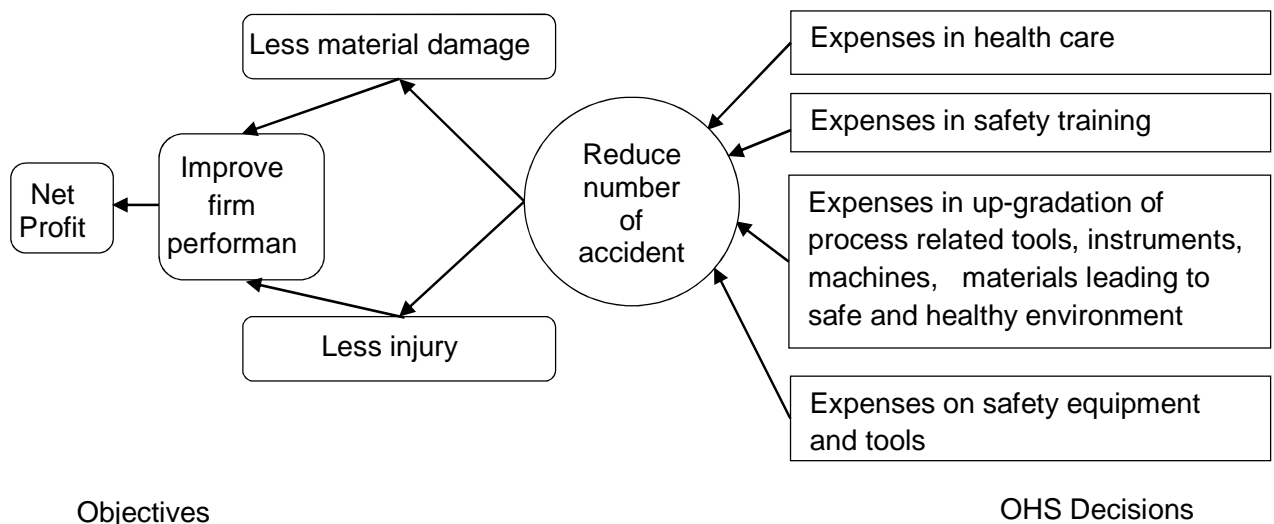 Less material damage
Net
Profit
Improve
firm
performan
Less injury
Reduce
number
of
accident
Expenses in health care
Expenses in safety training
Expenses in up-gradation of
process related tools, instruments,
machines, materials leading to
safe and healthy environment
Expenses on safety equipment
and tools
Objectives
OHS Decisions